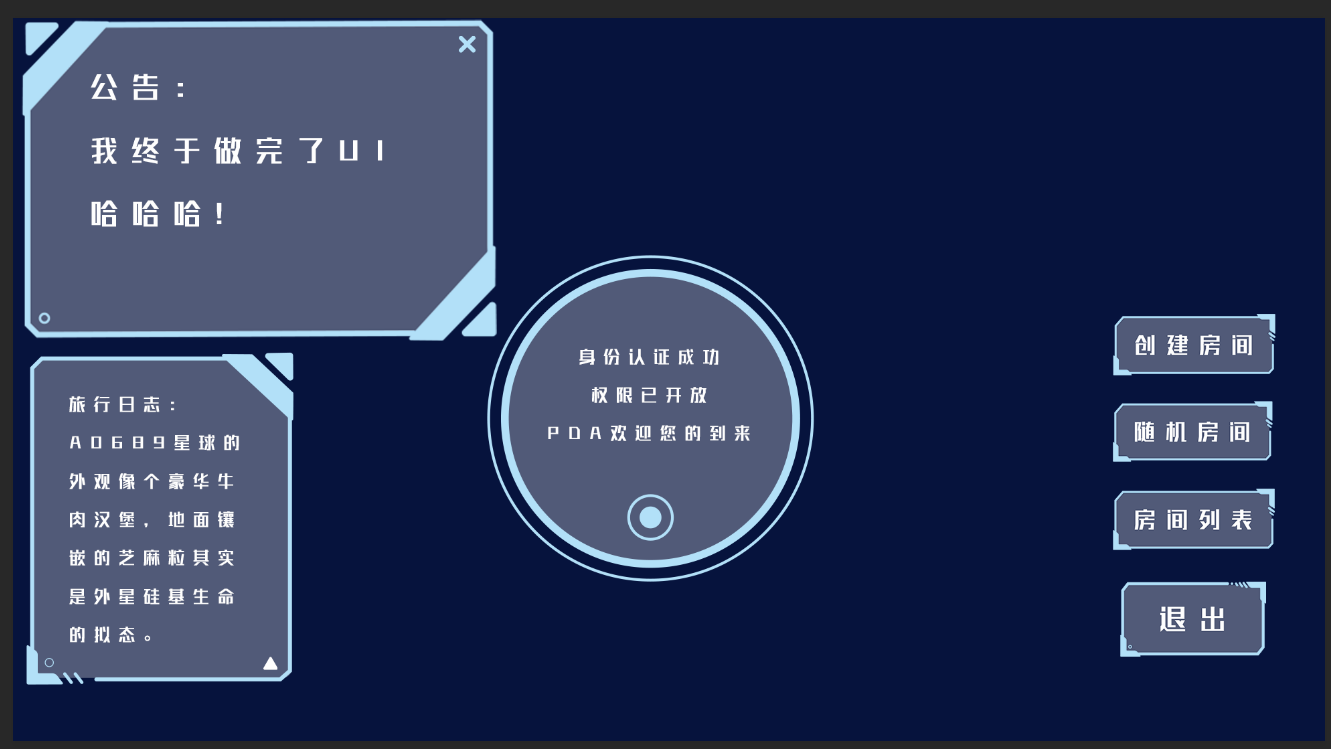 公告:
我终于做完了UI
哈哈哈!
旅行日志:
A0689星球的
外观像个豪华牛
肉汉堡,地面镶
嵌的芝麻粒其实
是外星硅基生命
的拟态。
身份认证成功
权限已开放
PDA欢迎您的到来
创建房间
随机房间
房间列表
退出